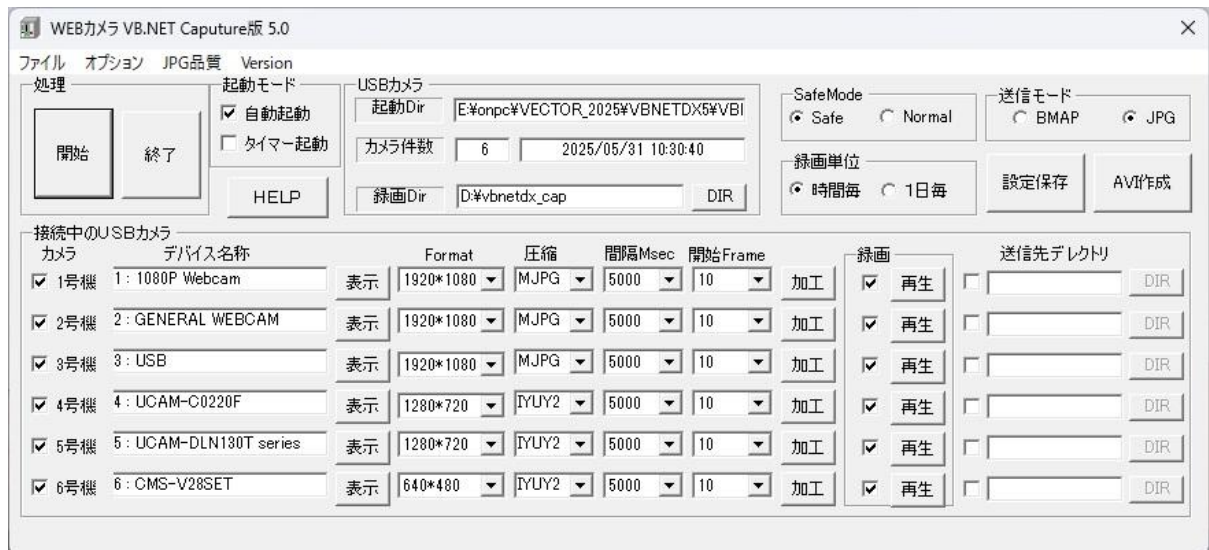 WEBカメラ VB.NET Caputure版 5.0
ファイル オプション JPG品質 Version
処理 起動モード USBカメラ SafeMode 送信モード
開始 終了 自動起動 起動Dir E:¥onpc¥VECTOR_2025¥VBNETDX5¥VBI Safe Normal BMAP JPG
タイマー起動 カメラ件数 6 2025/05/31 10:30:40 録画単位
HELP 録画Dir D:¥vbnetdx_cap DIR 時間毎 1日毎 設定保存 AVI作成
接続中のUSBカメラ
カメラ デバイス名称 Format 圧縮 間隔Msec 開始Frame 録画 送信先デレクトリ
1号機 1 : 1080P Webcam 表示 1920*1080 MJPG 5000 10 加工 再生 DIR
2号機 2 : GENERAL WEBCAM 表示 1920*1080 MJPG 5000 10 加工 再生 DIR
3号機 3 : USB 表示 1920*1080 MJPG 5000 10 加工 再生 DIR
4号機 4 : UCAM-C0220F 表示 1280*720 IYUY2 5000 10 加工 再生 DIR
5号機 5 : UCAM-DLN130T series 表示 1280*720 IYUY2 5000 10 加工 再生 DIR
6号機 6 : CMS-V28SET 表示 640*480 IYUY2 5000 10 加工 再生 DIR